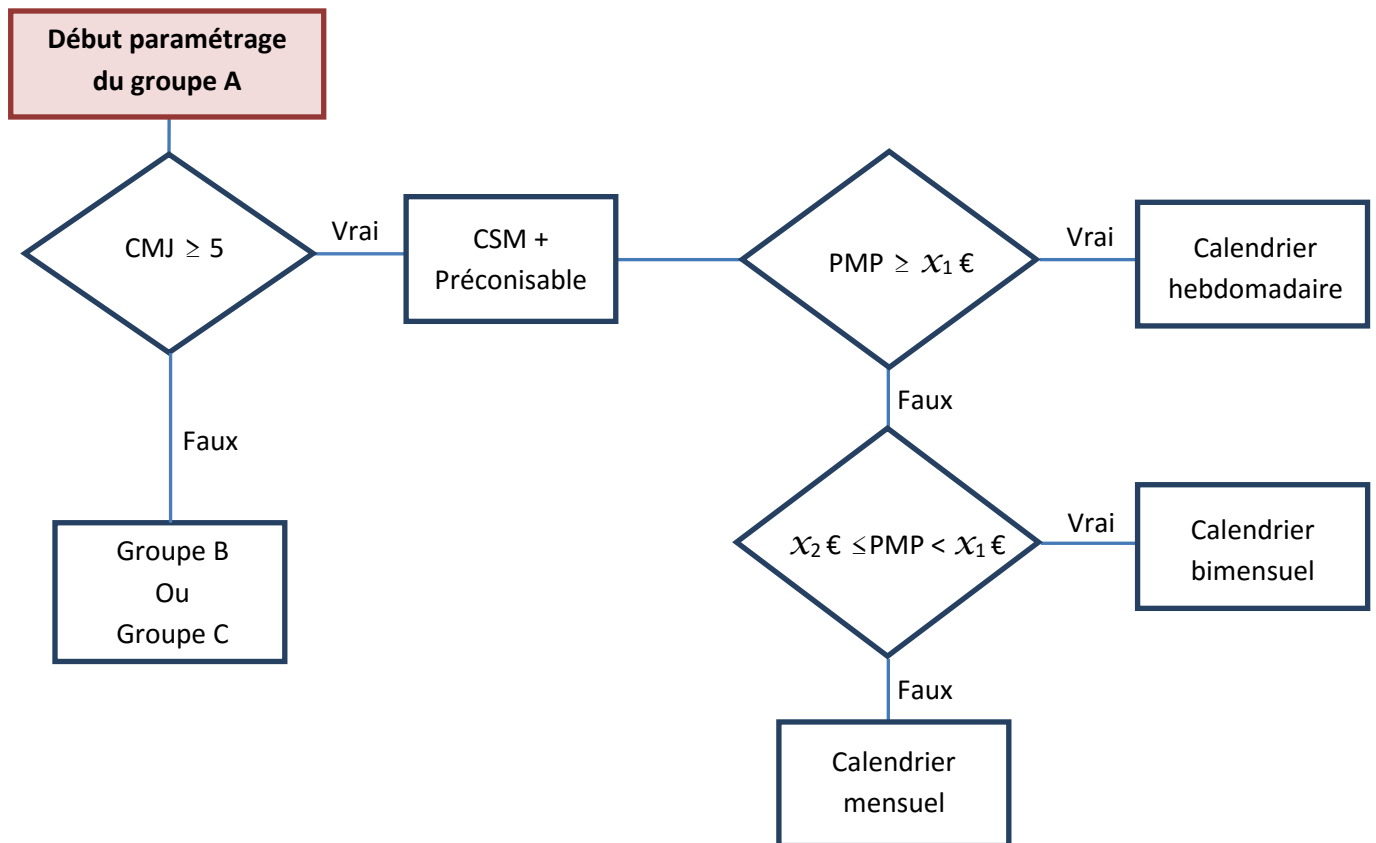 Début paramétrage
du groupe A
CMJ ≥ 5
Vrai
CSM +
Préconisable
PMP ≥ x₁ €
Vrai
Calendrier
hebdomadaire
Faux
Faux
Groupe B
Ou
Groupe C
x₂ € ≤PMP < x₁ €
Vrai
Calendrier
bimensuel
Faux
Calendrier
mensuel